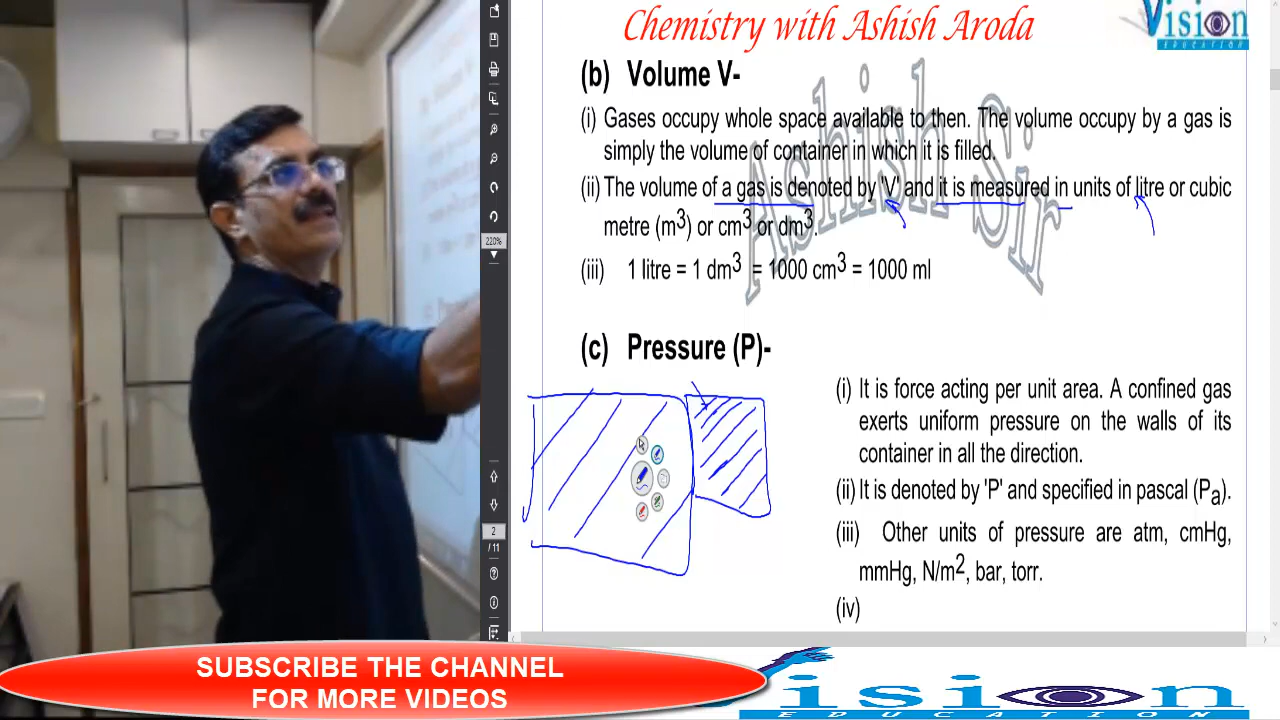 Chemistry with Ashish Aroda
Vision
EDUCATION
(b) Volume V-
(i) Gases occupy whole space available to then. The volume occupy by a gas is
simply the volume of container in which it is filled.
(ii) The volume of a gas is denoted by 'V' and it is measured in units of litre or cubic
metre (m3) or cm3 or dm3.
(iii) 1 litre = 1 dm3 = 1000 cm3 = 1000 ml
Ashish Sir
(c) Pressure (P)-
(i) It is force acting per unit area. A confined gas
exerts uniform pressure on the walls of its
container in all the direction.
(ii) It is denoted by 'P' and specified in pascal (Pa).
(iii) Other units of pressure are atm, cmHg,
mmHg, N/m2, bar, torr.
(iv)
220%
2
/ 11
SUBSCRIBE THE CHANNEL
FOR MORE VIDEOS
Vision
EDUCATION